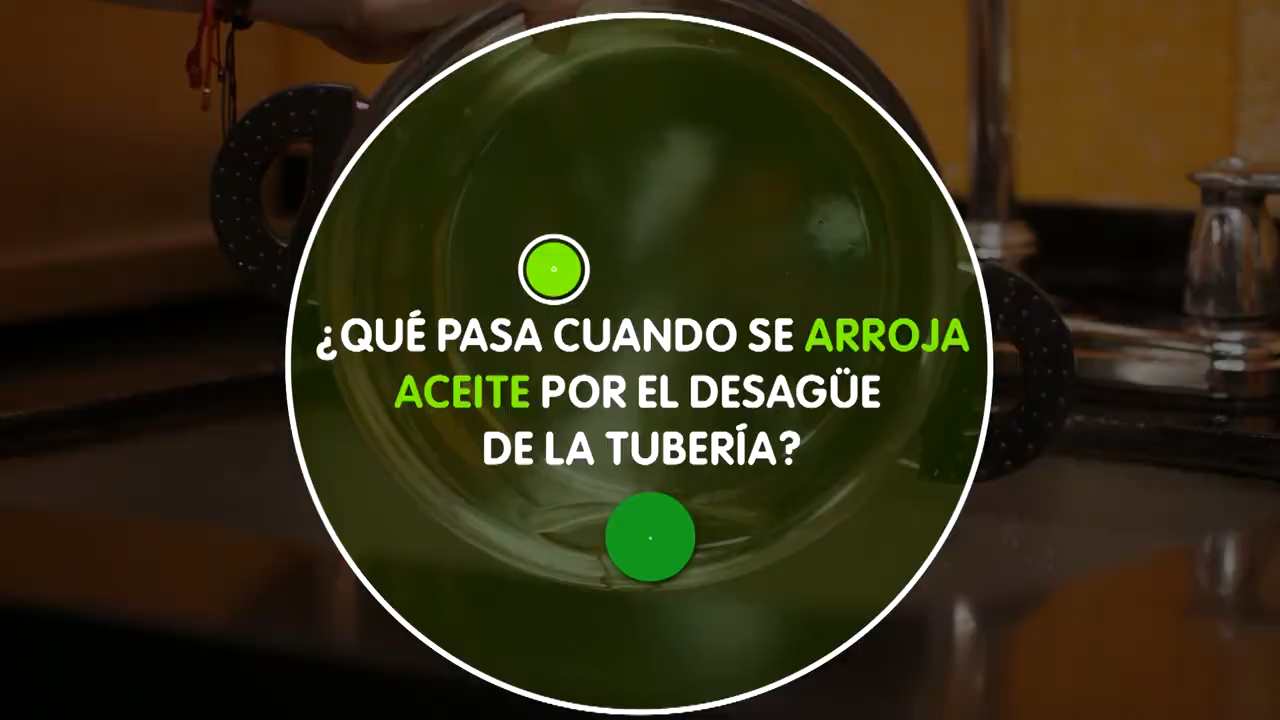 ¿QUÉ PASA CUANDO SE ARROJA
ACEITE POR EL DESAGÜE
DE LA TUBERÍA?